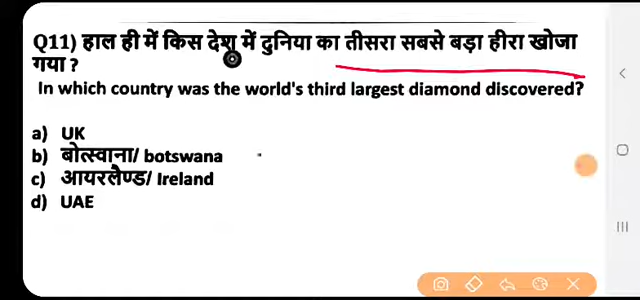 Q11) हाल ही में किस देश में दुनिया का तीसरा सबसे बड़ा हीरा खोजा
गया ?
In which country was the world's third largest diamond discovered?
a) UK
b) बोत्स्वाना/ botswana
c) आयरलैण्ड/ Ireland
d) UAE